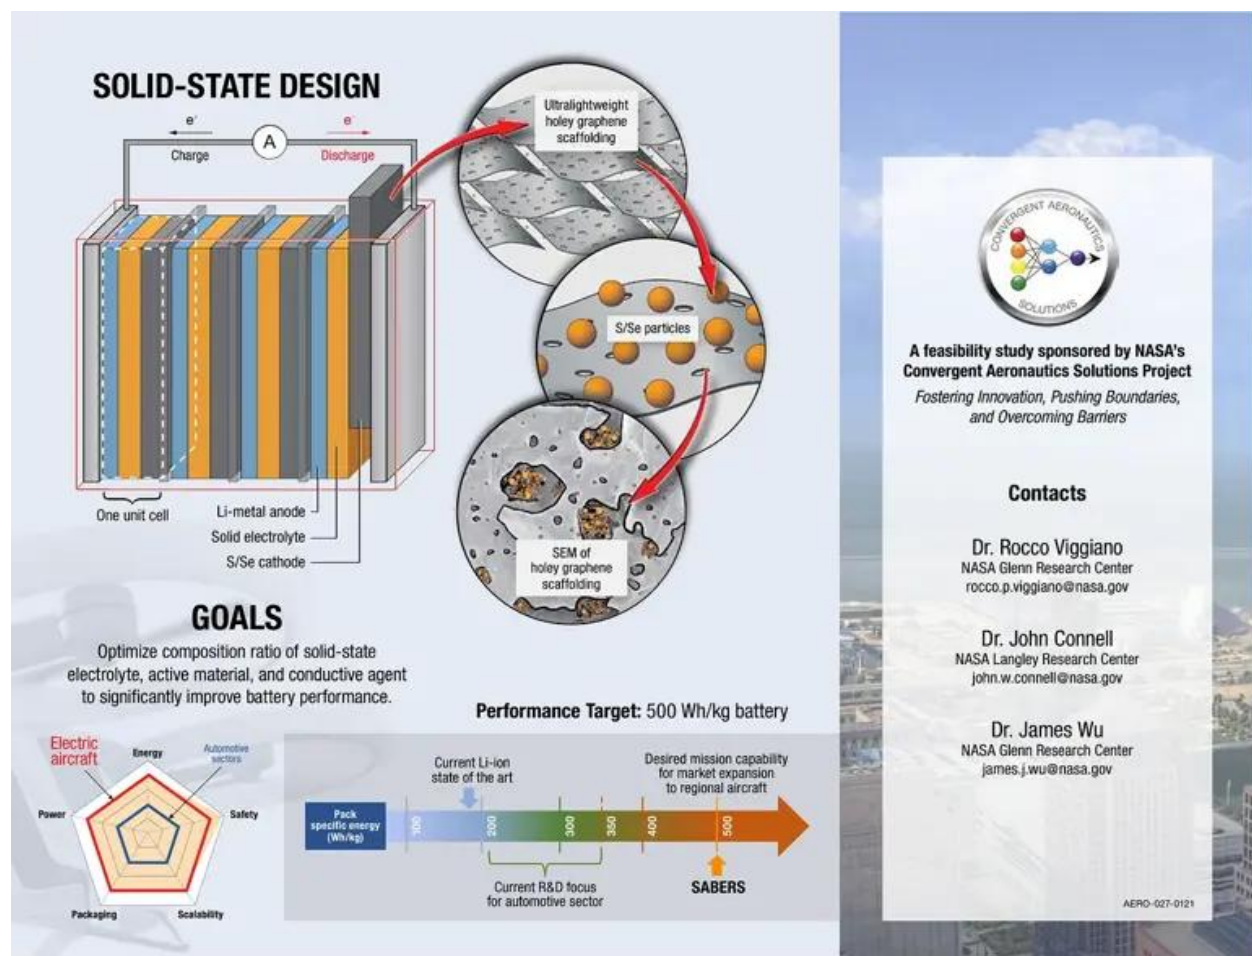 SOLID-STATE DESIGN
e-
Charge
A
e-
Discharge
One unit cell
Li-metal anode
Solid electrolyte
S/Se cathode
Ultralightweight
holey graphene
scaffolding
S/Se particles
SEM of
holey graphene
scaffolding
GOALS
Optimize composition ratio of solid-state
electrolyte, active material, and conductive agent
to significantly improve battery performance.
Electric
aircraft
Energy
Automotive
sectors
Power
Safety
Packaging
Scalability
Performance Target: 500 Wh/kg battery
Current Li-ion
state of the art
Desired mission capability
for market expansion
to regional aircraft
Pack
specific energy
(Wh/kg)
100
200
300
350
400
500
Current R&D focus
for automotive sector
SABERS
CONVERGENT AERONAUTICS
SOLUTIONS
A feasibility study sponsored by NASA's
Convergent Aeronautics Solutions Project
Fostering Innovation, Pushing Boundaries,
and Overcoming Barriers
Contacts
Dr. Rocco Viggiano
NASA Glenn Research Center
rocco.p.viggiano@nasa.gov
Dr. John Connell
NASA Langley Research Center
john.w.connell@nasa.gov
Dr. James Wu
NASA Glenn Research Center
james.j.wu@nasa.gov
AERO-027-0121